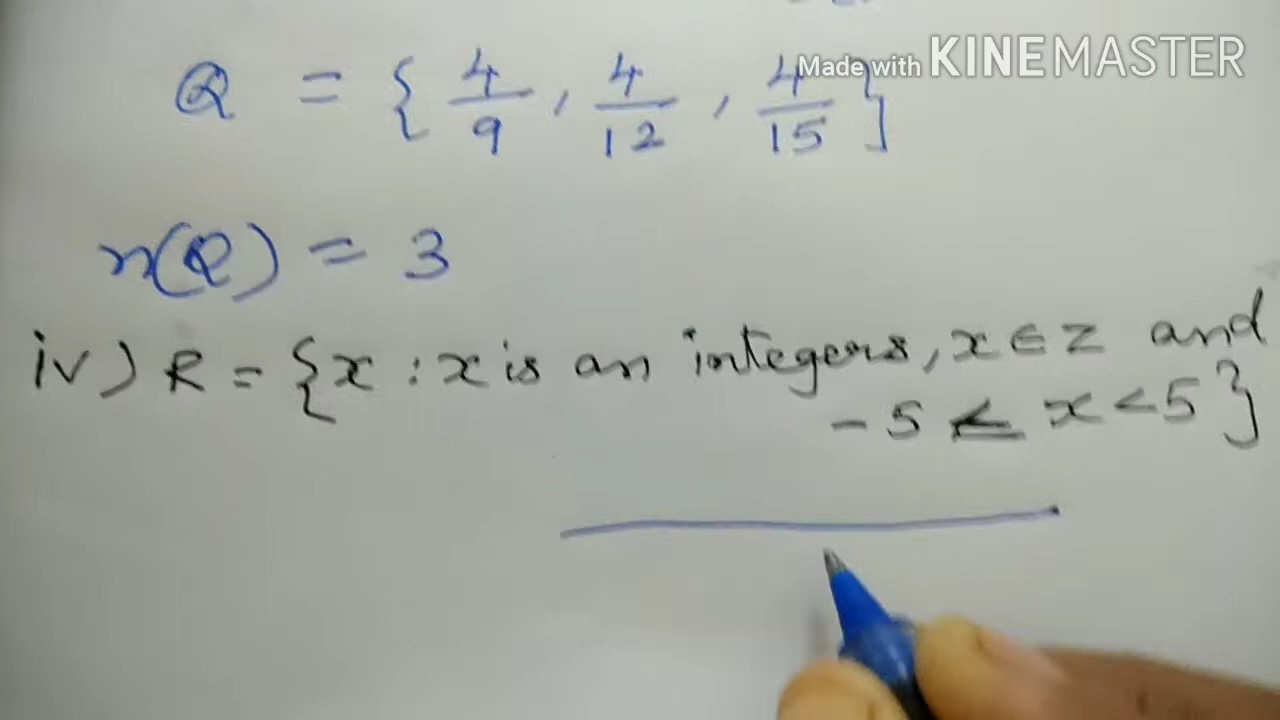 Made with KINEMASTER
Q = { 4/9 , 4/12 , 4/15 }
n(Q) = 3
iv) R = {x : x is an integers, x ∈ Z and
-5 ≤ x < 5}